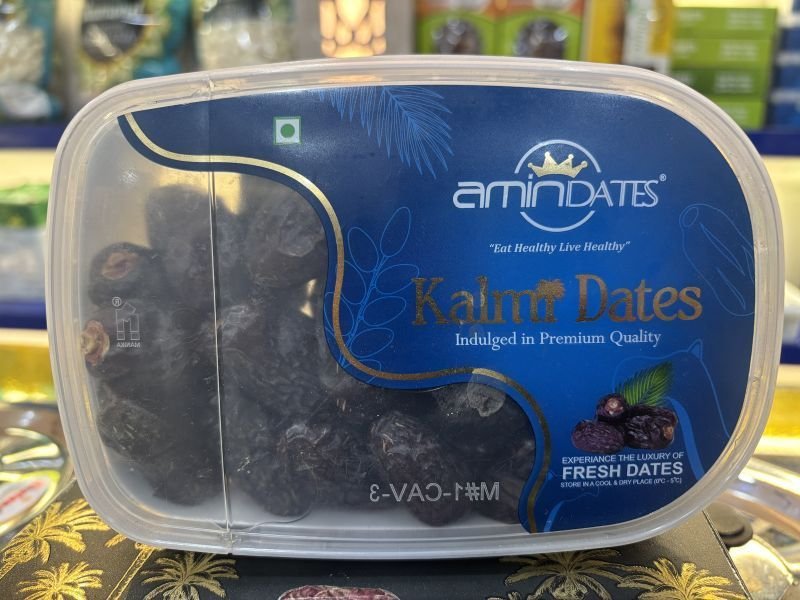 aminDATES®
"Eat Healthy Live Healthy"
Kalmi Dates
Indulged in Premium Quality
EXPERIANCE THE LUXURY OF
FRESH DATES
STORE IN A COOL & DRY PLACE (0°C - 5°C)
®
MANIKA
M#1-CAV-3